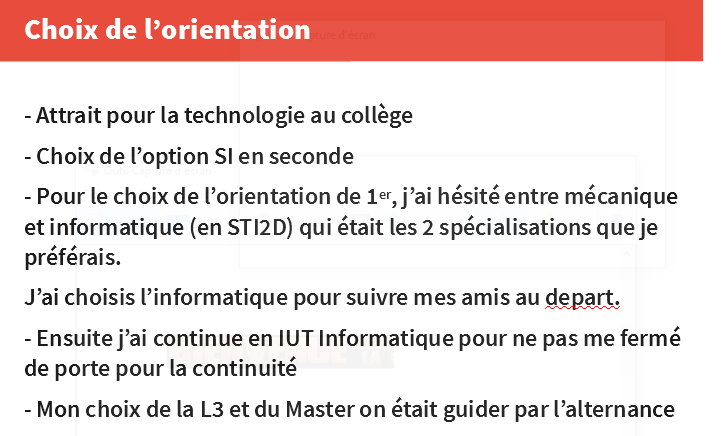 Choix de l'orientation
- Attrait pour la technologie au collège
- Choix de l'option SI en seconde
- Pour le choix de l'orientation de 1er, j'ai hésité entre mécanique
et informatique (en STI2D) qui était les 2 spécialisations que je
préférais.
J'ai choisis l'informatique pour suivre mes amis au depart.
- Ensuite j'ai continue en IUT Informatique pour ne pas me fermé
de porte pour la continuité
- Mon choix de la L3 et du Master on était guider par l'alternance